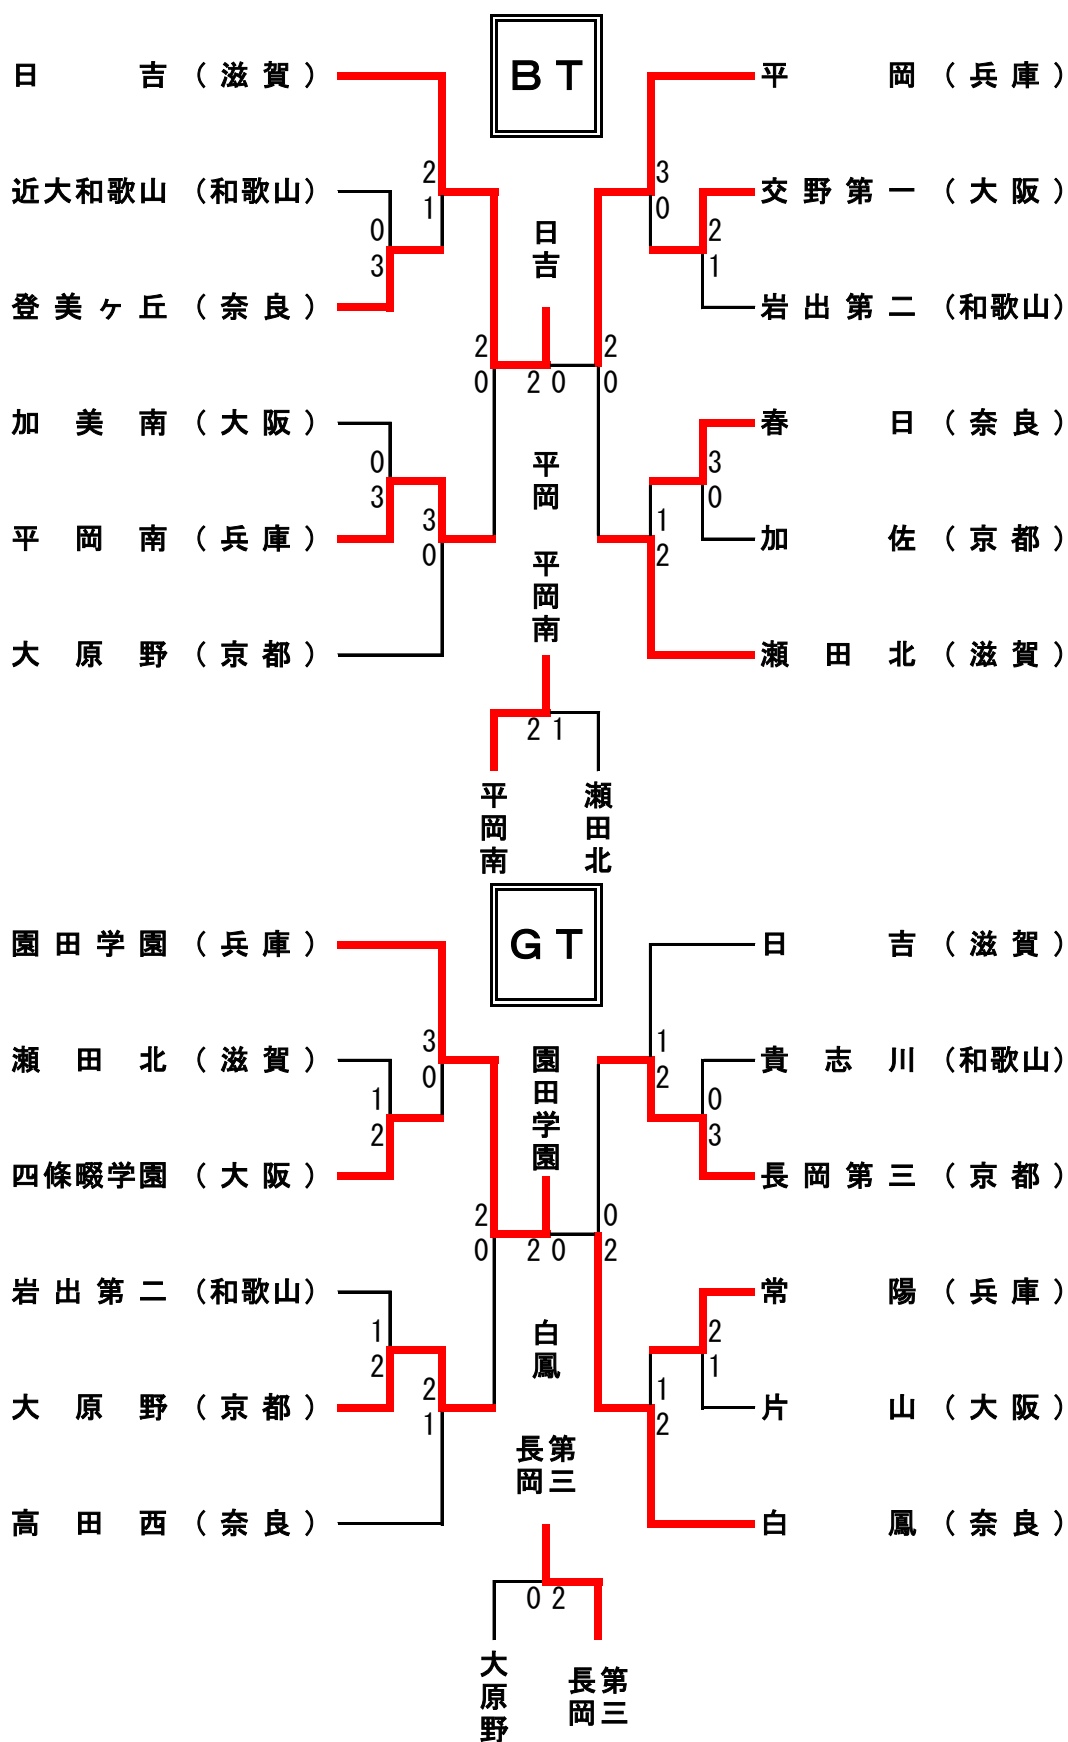 BT
日吉（滋賀）
近大和歌山（和歌山）
登美ヶ丘（奈良）
加美南（大阪）
平岡南（兵庫）
大原野（京都）
2
1
0
3
0
3
3
0
2
0
平岡（兵庫）
交野第一（大阪）
岩出第二（和歌山）
春日（奈良）
加佐（京都）
瀬田北（滋賀）
3
0
2
1
3
0
1
2
2
0
日吉
2 0
平岡
平岡南
2 1
平岡南
瀬田北
GT
園田学園（兵庫）
瀬田北（滋賀）
四條畷学園（大阪）
岩出第二（和歌山）
大原野（京都）
高田西（奈良）
3
0
1
2
1
2
2
1
2
0
日吉（滋賀）
貴志川（和歌山）
長岡第三（京都）
常陽（兵庫）
片山（大阪）
白鳳（奈良）
1
2
0
3
2
1
1
2
0
2
園田学園
2 0
白鳳
長岡第三
0 2
大原野
長岡第三